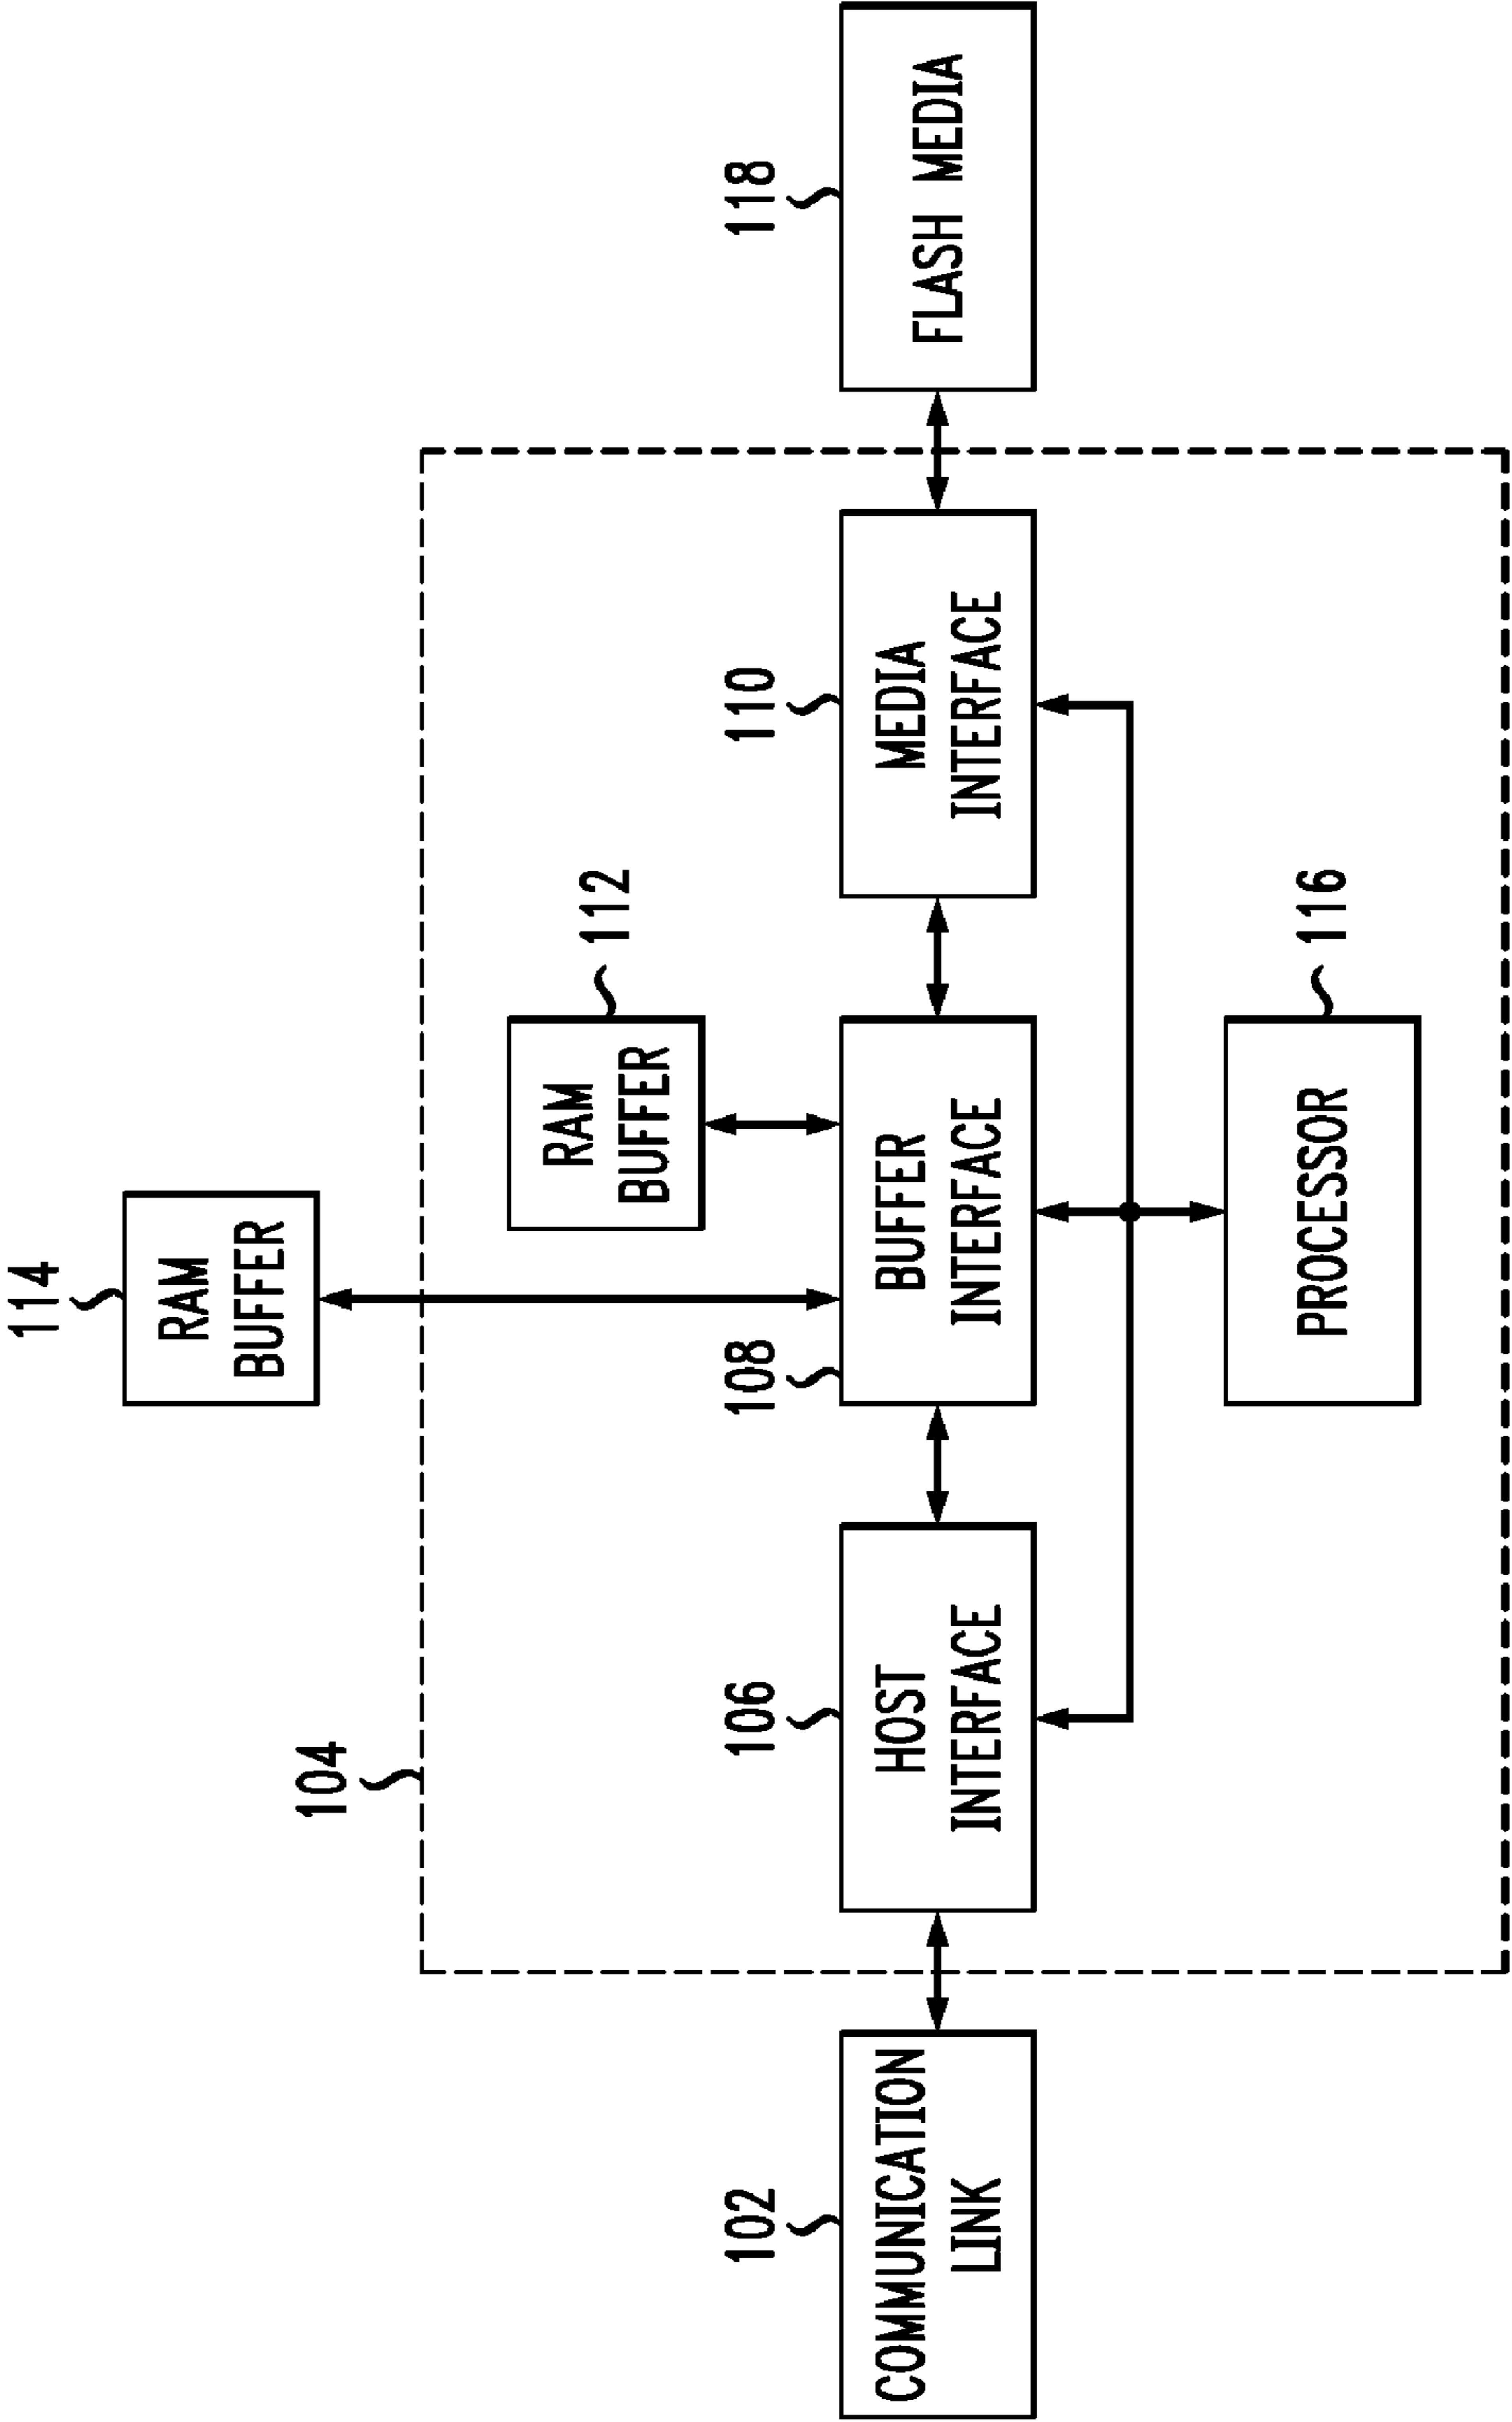 114
RAM
BUFFER
104
112
RAM
BUFFER
102
COMMUNICATION
LINK
106
HOST
INTERFACE
108
BUFFER
INTERFACE
110
MEDIA
INTERFACE
118
FLASH MEDIA
PROCESSOR
116